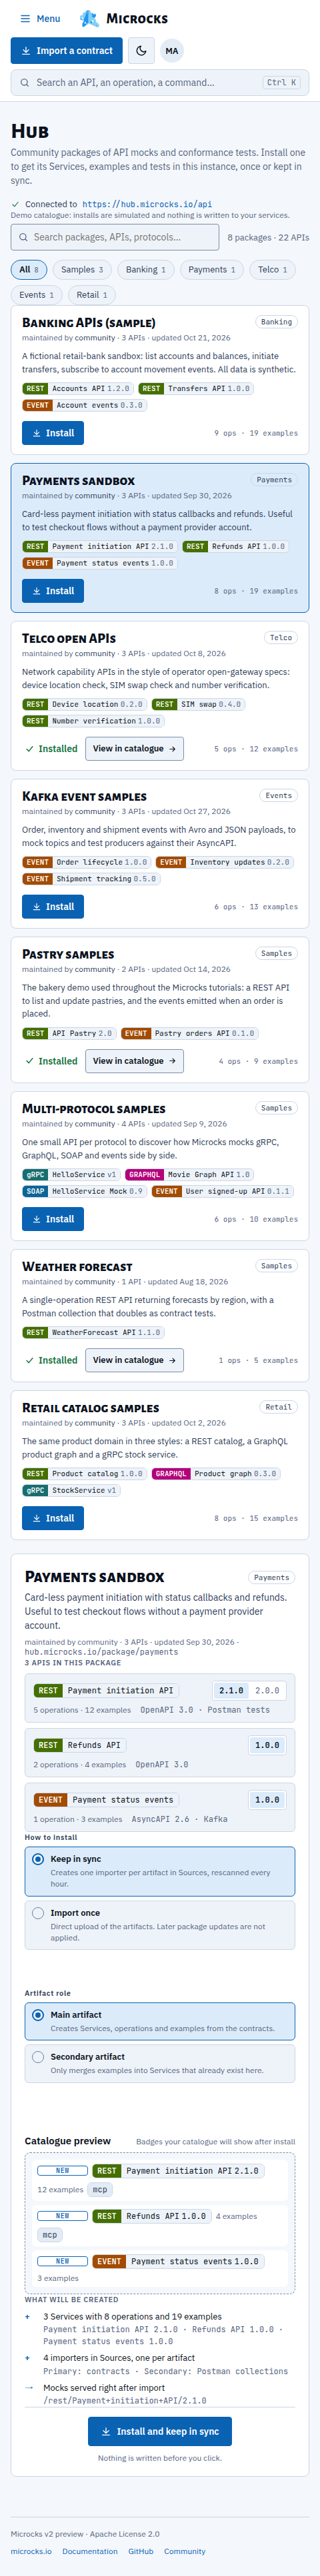 Menu
Microcks
Import a contract
MA
Search an API, an operation, a command...
Ctrl K
Hub
Community packages of API mocks and conformance tests. Install one
to get its Services, examples and tests in this instance, once or kept in
sync.
Connected to https://hub.microcks.io/api
Demo catalogue: installs are simulated and nothing is written to your services.
Search packages, APIs, protocols...
8 packages · 22 APIs
All 8
Samples 3
Banking 1
Payments 1
Telco 1
Events 1
Retail 1
Banking APIs (sample)
Banking
maintained by community · 3 APIs · updated Oct 21, 2026
A fictional retail-bank sandbox: list accounts and balances, initiate
transfers, subscribe to account movement events. All data is synthetic.
REST Accounts API 1.2.0 REST Transfers API 1.0.0
EVENT Account events 0.3.0
Install
9 ops · 19 examples
Payments sandbox
Payments
maintained by community · 3 APIs · updated Sep 30, 2026
Card-less payment initiation with status callbacks and refunds. Useful
to test checkout flows without a payment provider account.
REST Payment initiation API 2.1.0 REST Refunds API 1.0.0
EVENT Payment status events 1.0.0
Install
8 ops · 19 examples
Telco open APIs
Telco
maintained by community · 3 APIs · updated Oct 8, 2026
Network capability APIs in the style of operator open-gateway specs:
device location check, SIM swap check and number verification.
REST Device location 0.2.0 REST SIM swap 0.4.0
REST Number verification 1.0.0
Installed
View in catalogue →
5 ops · 12 examples
Kafka event samples
Events
maintained by community · 3 APIs · updated Oct 27, 2026
Order, inventory and shipment events with Avro and JSON payloads, to
mock topics and test producers against their AsyncAPI.
EVENT Order lifecycle 1.0.0 EVENT Inventory updates 0.2.0
EVENT Shipment tracking 0.5.0
Install
6 ops · 13 examples
Pastry samples
Samples
maintained by community · 2 APIs · updated Oct 14, 2026
The bakery demo used throughout the Microcks tutorials: a REST API
to list and update pastries, and the events emitted when an order is
placed.
REST API Pastry 2.0 EVENT Pastry orders API 0.1.0
Installed
View in catalogue →
4 ops · 9 examples
Multi-protocol samples
Samples
maintained by community · 4 APIs · updated Sep 9, 2026
One small API per protocol to discover how Microcks mocks gRPC,
GraphQL, SOAP and events side by side.
gRPC HelloService v1 GRAPHQL Movie Graph API 1.0
SOAP HelloService Mock 0.9 EVENT User signed-up API 0.1.1
Install
6 ops · 10 examples
Weather forecast
Samples
maintained by community · 1 API · updated Aug 18, 2026
A single-operation REST API returning forecasts by region, with a
Postman collection that doubles as contract tests.
REST WeatherForecast API 1.1.0
Installed
View in catalogue →
1 ops · 5 examples
Retail catalog samples
Retail
maintained by community · 3 APIs · updated Oct 2, 2026
The same product domain in three styles: a REST catalog, a GraphQL
product graph and a gRPC stock service.
REST Product catalog 1.0.0 GRAPHQL Product graph 0.3.0
gRPC StockService v1
Install
8 ops · 15 examples
Payments sandbox
Payments
Card-less payment initiation with status callbacks and refunds.
Useful to test checkout flows without a payment provider
account.
maintained by community · 3 APIs · updated Sep 30, 2026 ·
hub.microcks.io/package/payments
3 APIS IN THIS PACKAGE
REST Payment initiation API 2.1.0 2.0.0
5 operations · 12 examples OpenAPI 3.0 · Postman tests
REST Refunds API 1.0.0
2 operations · 4 examples OpenAPI 3.0
EVENT Payment status events 1.0.0
1 operation · 3 examples AsyncAPI 2.6 · Kafka
How to install
Keep in sync
Creates one importer per artifact in Sources, rescanned every
hour.
Import once
Direct upload of the artifacts. Later package updates are not
applied.
Artifact role
Main artifact
Creates Services, operations and examples from the contracts.
Secondary artifact
Only merges examples into Services that already exist here.
Catalogue preview
Badges your catalogue will show after install
NEW REST Payment initiation API 2.1.0
12 examples mcp
NEW REST Refunds API 1.0.0 4 examples
mcp
NEW EVENT Payment status events 1.0.0
3 examples
WHAT WILL BE CREATED
+ 3 Services with 8 operations and 19 examples
Payment initiation API 2.1.0 · Refunds API 1.0.0 ·
Payment status events 1.0.0
+ 4 importers in Sources, one per artifact
Primary: contracts · Secondary: Postman collections
→ Mocks served right after import
/rest/Payment+initiation+API/2.1.0
Install and keep in sync
Nothing is written before you click.
Microcks v2 preview · Apache License 2.0
microcks.io Documentation GitHub Community